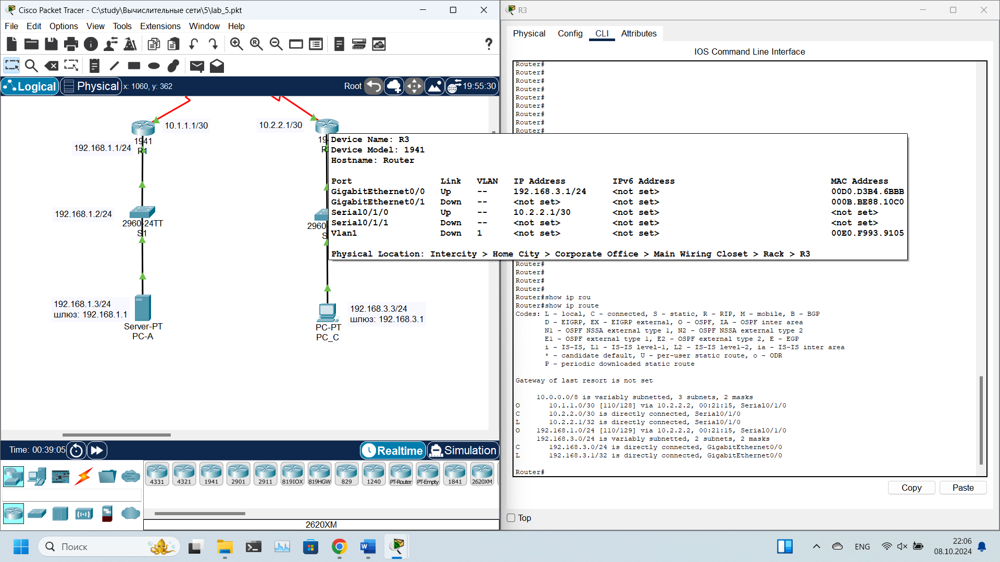 Cisco Packet Tracer - C:\study\Вычислительные сети\5\lab_5.pkt
File Edit Options View Tools Extensions Window Help
Logical Physical x: 1060, y: 362 Root 19:55:30
10.1.1.1/30
10.2.2.1/30
1941
R1
192.168.1.1/24
192.168.1.2/24
2960-24TT
S1
2960-
S
192.168.1.3/24
шлюз: 192.168.1.1
Server-PT
PC-A
192.168.3.3/24
шлюз: 192.168.3.1
PC-PT
PC_C
Time: 00:39:05 Realtime Simulation
4331 4321 1941 2901 2911 819IOX 819HGW 829 1240 PT-Router PT-Empty 1841 2620XM
2620XM
R3
Physical Config CLI Attributes
IOS Command Line Interface
Router#
Router#
Router#
Router#
Router#
Router#
Router#
Router#
Router#
Device Name: R3
Device Model: 1941
Hostname: Router
Port Link VLAN IP Address IPv6 Address MAC Address
GigabitEthernet0/0 Up -- 192.168.3.1/24 <not set> 00D0.D3B4.6BBB
GigabitEthernet0/1 Down -- <not set> <not set> 000B.BE88.10C0
Serial0/1/0 Up -- 10.2.2.1/30 <not set> <not set>
Serial0/1/1 Down -- <not set> <not set> <not set>
Vlan1 Down 1 <not set> <not set> 00E0.F993.9105
Physical Location: Intercity > Home City > Corporate Office > Main Wiring Closet > Rack > R3
Router#
Router#
Router#
Router#
Router#show ip rou
Router#show ip route
Codes: L - local, C - connected, S - static, R - RIP, M - mobile, B - BGP
D - EIGRP, EX - EIGRP external, O - OSPF, IA - OSPF inter area
N1 - OSPF NSSA external type 1, N2 - OSPF NSSA external type 2
E1 - OSPF external type 1, E2 - OSPF external type 2, E - EGP
i - IS-IS, L1 - IS-IS level-1, L2 - IS-IS level-2, ia - IS-IS inter area
* - candidate default, U - per-user static route, o - ODR
P - periodic downloaded static route
Gateway of last resort is not set
10.0.0.0/8 is variably subnetted, 3 subnets, 2 masks
O 10.1.1.0/30 [110/128] via 10.2.2.2, 00:21:15, Serial0/1/0
C 10.2.2.0/30 is directly connected, Serial0/1/0
L 10.2.2.1/32 is directly connected, Serial0/1/0
O 192.168.1.0/24 [110/129] via 10.2.2.2, 00:21:15, Serial0/1/0
192.168.3.0/24 is variably subnetted, 2 subnets, 2 masks
C 192.168.3.0/24 is directly connected, GigabitEthernet0/0
L 192.168.3.1/32 is directly connected, GigabitEthernet0/0
Router#
Copy Paste
Top
Поиск
ENG
22:06
08.10.2024